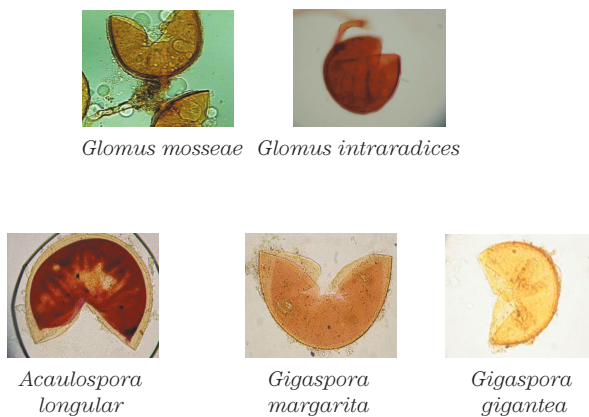 Glomus mosseae
Glomus intraradices
Acaulospora
longular
Gigaspora
margarita
Gigaspora
gigantea